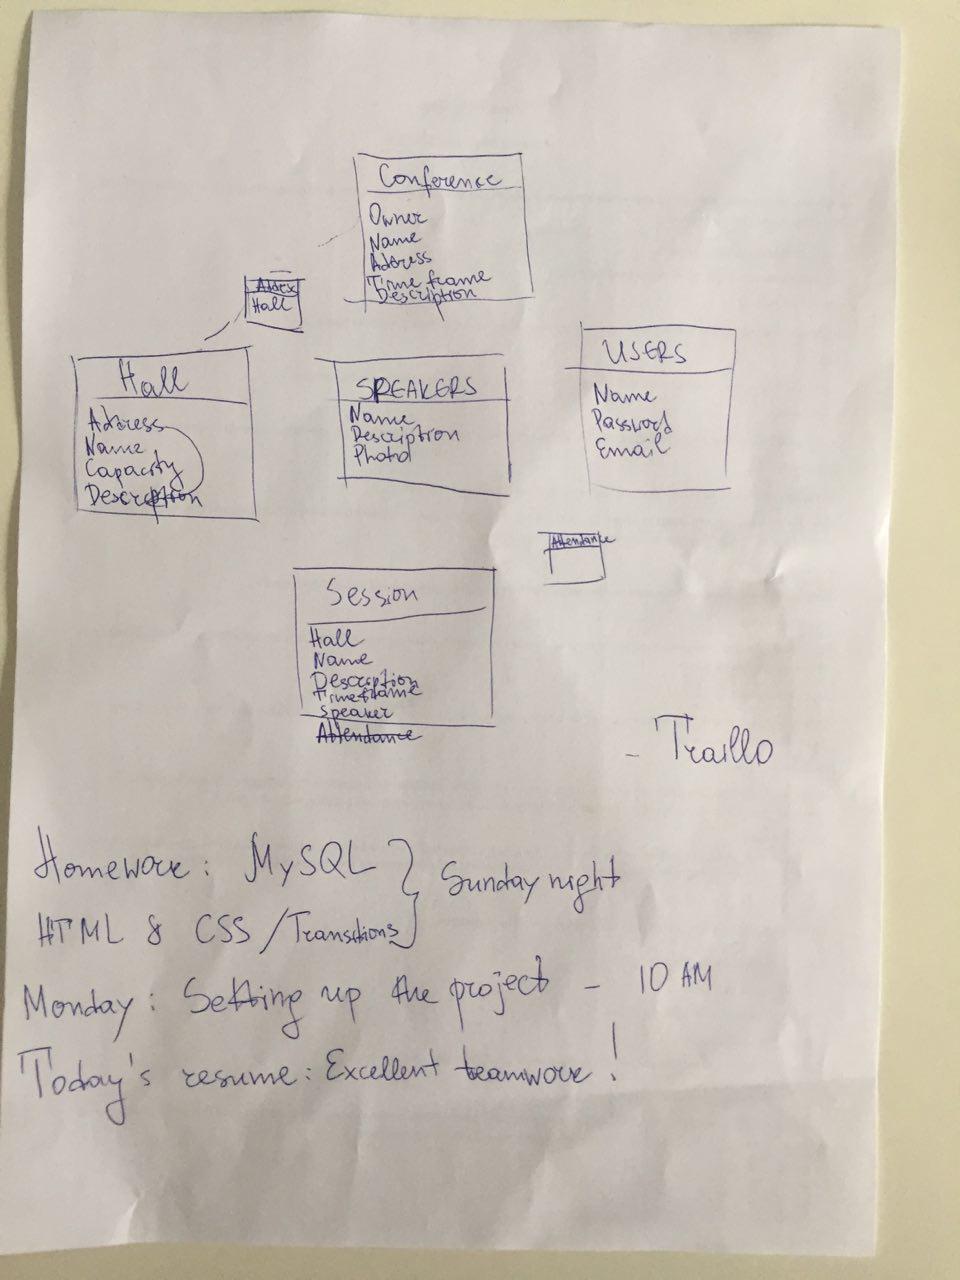 Conference
Owner
Name
Address
Time frame
Description
Hall
Hall
Address
Name
Capacity
Description
SPEAKERS
Name
Description
Photo
USERS
Name
Password
Email
Attendance
Session
Hall
Name
Description
Timeframe
Speaker
Attendance
- Traillo
Homework: MySQL } Sunday night
HTML & CSS /Transitions
Monday: Setting up the project - 10 AM
Today's resume: Excellent teamwork!